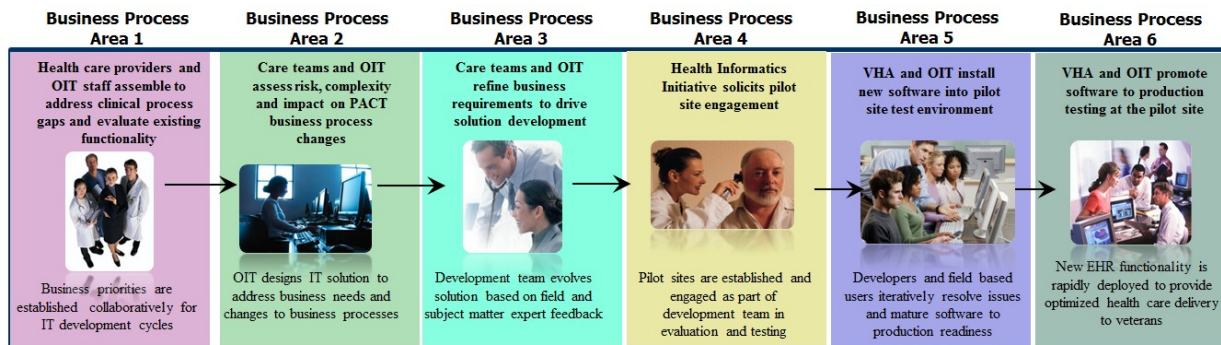 Business Process
Area 1
Health care providers and
OIT staff assemble to
address clinical process
gaps and evaluate existing
functionality
Business priorities are
established collaboratively for
IT development cycles
Business Process
Area 2
Care teams and OIT
assess risk, complexity
and impact on PACT
business process
changes
OIT designs IT solution to
address business needs and
changes to business processes
Business Process
Area 3
Care teams and OIT
refine business
requirements to drive
solution development
Development team evolves
solution based on field and
subject matter expert feedback
Business Process
Area 4
Health Informatics
Initiative solicits pilot
site engagement
Pilot sites are established and
engaged as part of
development team in
evaluation and testing
Business Process
Area 5
VHA and OIT install
new software into pilot
site test environment
Developers and field based
users iteratively resolve issues
and mature software to
production readiness
Business Process
Area 6
VHA and OIT promote
software to production
testing at the pilot site
New EHR functionality is
rapidly deployed to provide
optimized health care delivery
to veterans